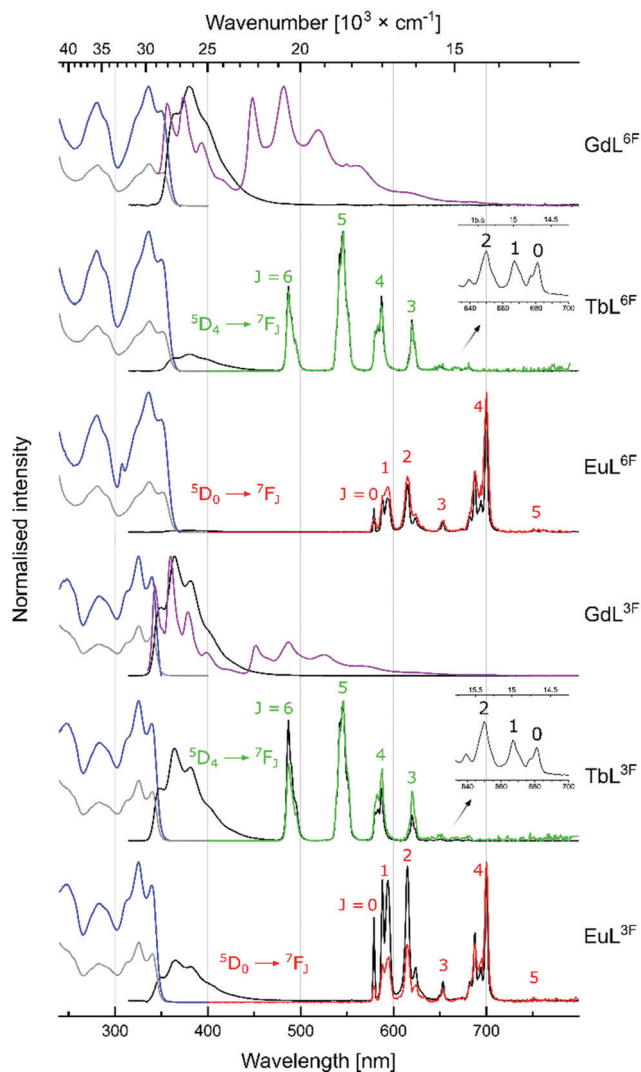 Wavenumber [10³ × cm⁻¹]
40 35 30 25 20 15
GdL⁶ᶠ
15.5 15 14.5
2 1 0
640 660 680 700
J = 6 5 4 3
⁵D₄ → ⁷F_J
TbL⁶ᶠ
⁵D₀ → ⁷F_J
J = 0 1 2 3 4 5
EuL⁶ᶠ
Normalised intensity
GdL³ᶠ
15.5 15 14.5
2 1 0
640 660 680 700
J = 6 5 4 3
⁵D₄ → ⁷F_J
TbL³ᶠ
J = 0 1 2 3 4 5
⁵D₀ → ⁷F_J
EuL³ᶠ
300 400 500 600 700
Wavelength [nm]